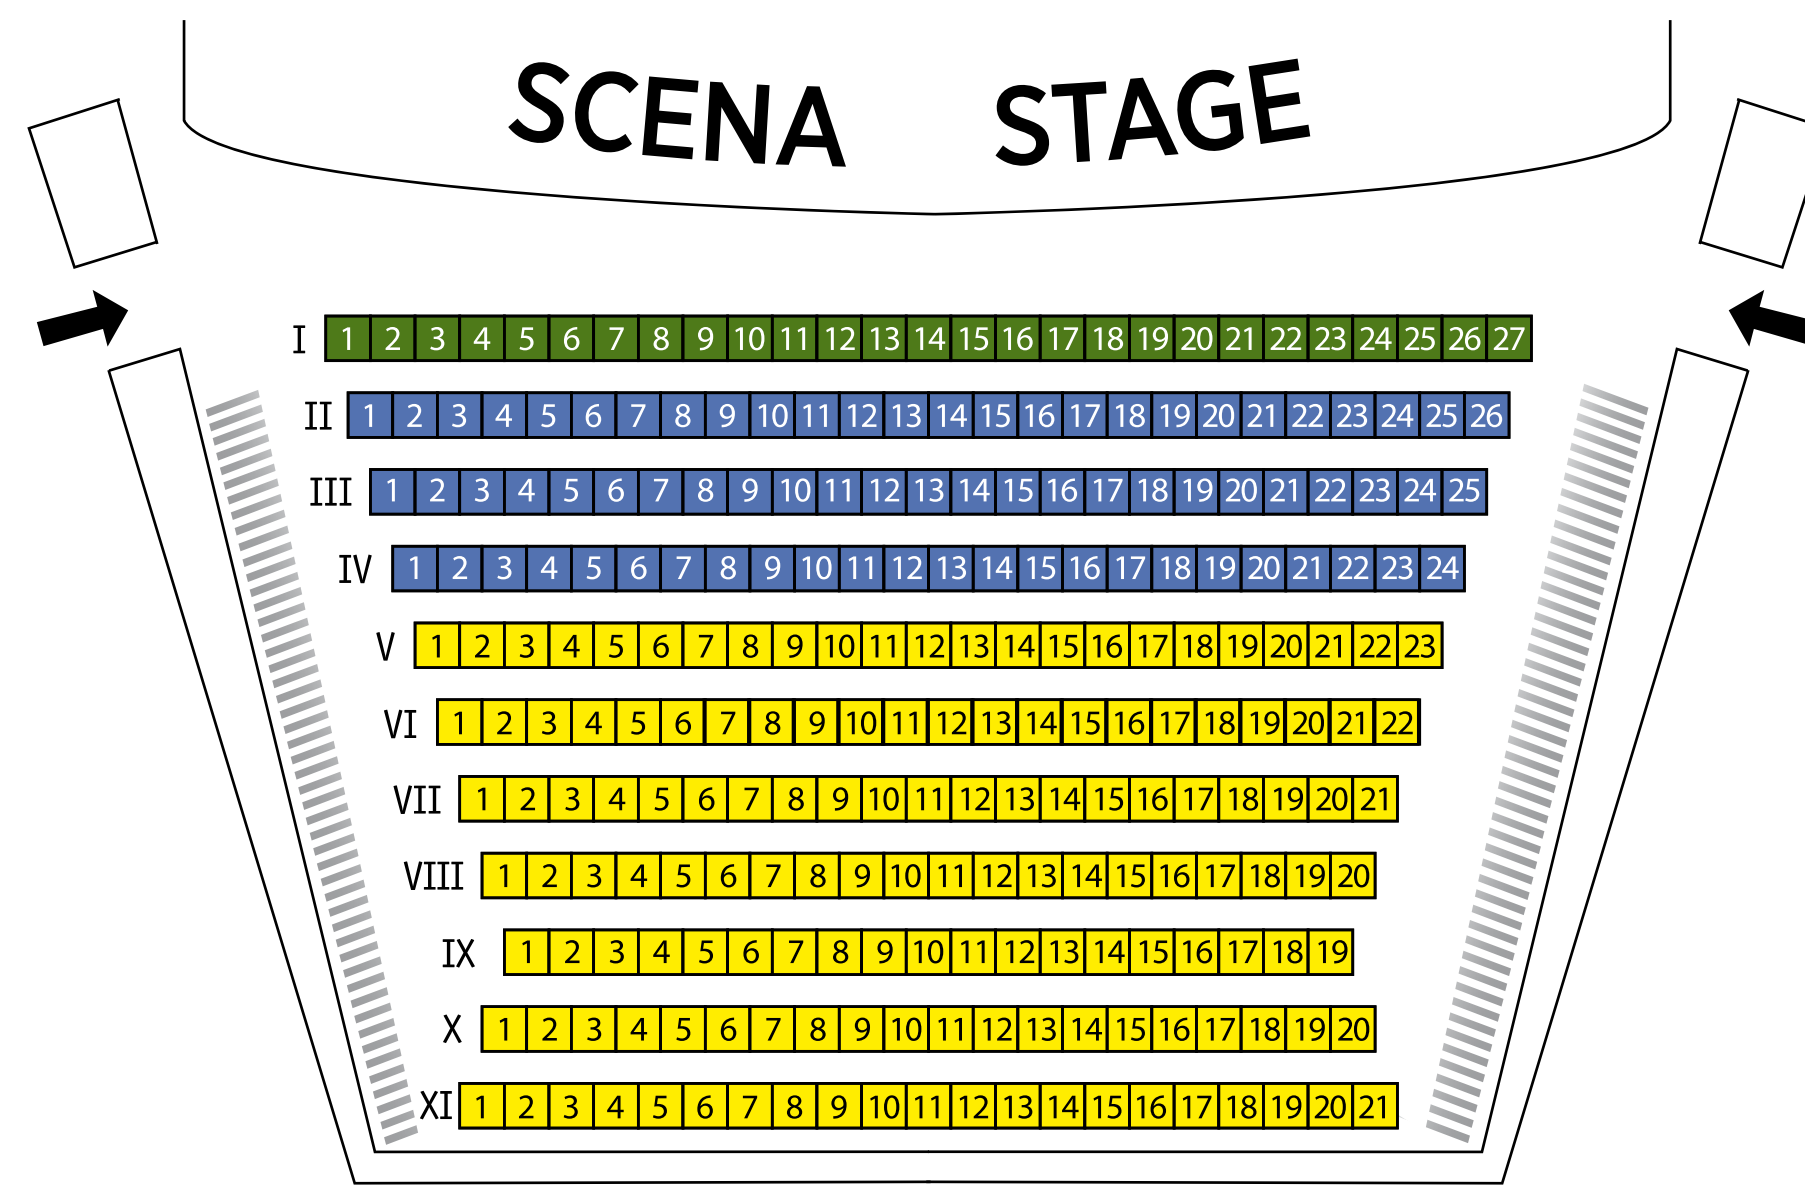 SCENA STAGE
I 1 2 3 4 5 6 7 8 9 10 11 12 13 14 15 16 17 18 19 20 21 22 23 24 25 26 27
II 1 2 3 4 5 6 7 8 9 10 11 12 13 14 15 16 17 18 19 20 21 22 23 24 25 26
III 1 2 3 4 5 6 7 8 9 10 11 12 13 14 15 16 17 18 19 20 21 22 23 24 25
IV 1 2 3 4 5 6 7 8 9 10 11 12 13 14 15 16 17 18 19 20 21 22 23 24
V 1 2 3 4 5 6 7 8 9 10 11 12 13 14 15 16 17 18 19 20 21 22 23
VI 1 2 3 4 5 6 7 8 9 10 11 12 13 14 15 16 17 18 19 20 21 22
VII 1 2 3 4 5 6 7 8 9 10 11 12 13 14 15 16 17 18 19 20 21
VIII 1 2 3 4 5 6 7 8 9 10 11 12 13 14 15 16 17 18 19 20
IX 1 2 3 4 5 6 7 8 9 10 11 12 13 14 15 16 17 18 19
X 1 2 3 4 5 6 7 8 9 10 11 12 13 14 15 16 17 18 19 20
XI 1 2 3 4 5 6 7 8 9 10 11 12 13 14 15 16 17 18 19 20 21